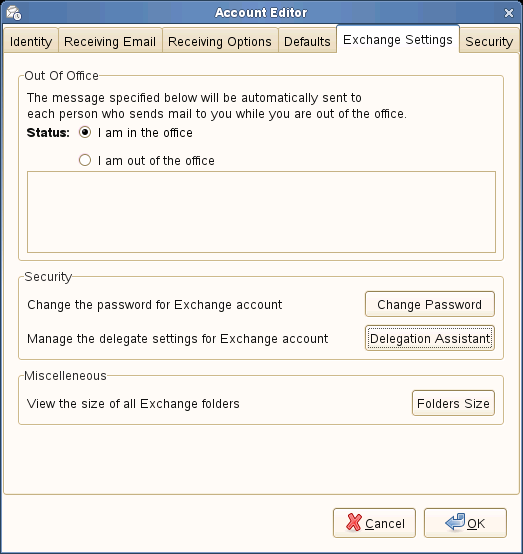 Account Editor
Identity
Receiving Email
Receiving Options
Defaults
Exchange Settings
Security
Out Of Office
The message specified below will be automatically sent to
each person who sends mail to you while you are out of the office.
Status: I am in the office
I am out of the office
Security
Change the password for Exchange account
Change Password
Manage the delegate settings for Exchange account
Delegation Assistant
Miscelleneous
View the size of all Exchange folders
Folders Size
Cancel
OK